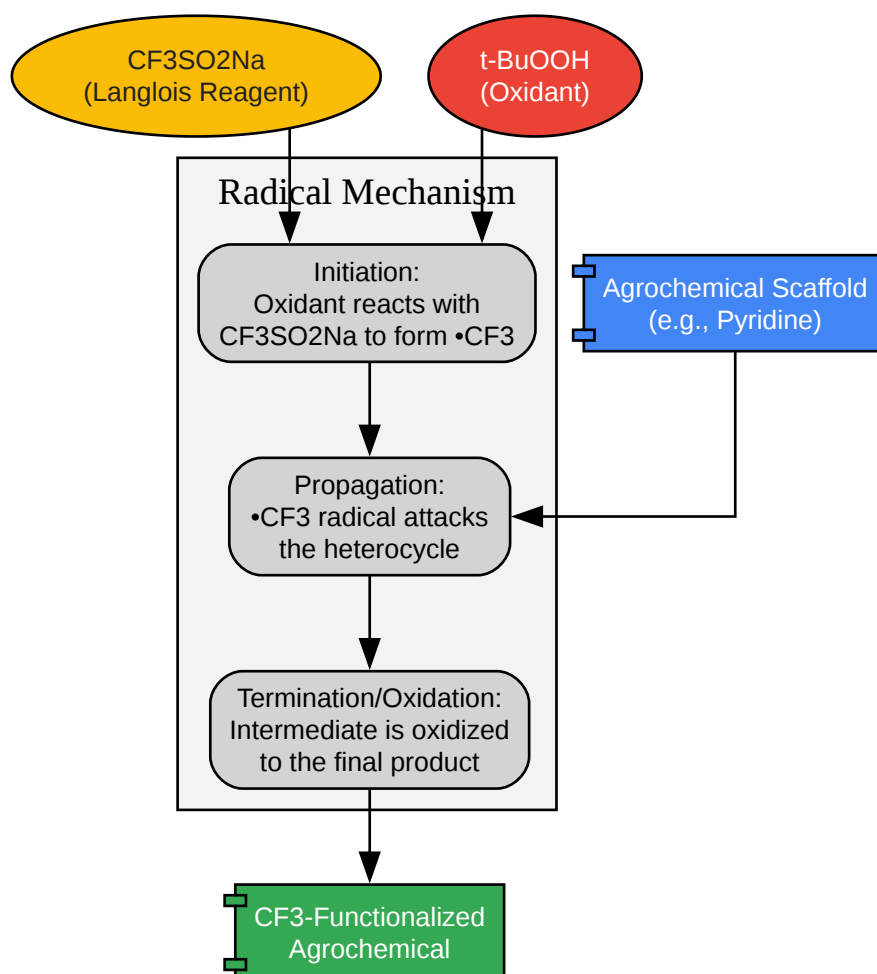 CF3SO2Na
(Langlois Reagent)
t-BuOOH
(Oxidant)
Radical Mechanism
Initiation:
Oxidant reacts with
CF3SO2Na to form •CF3
Agrochemical Scaffold
(e.g., Pyridine)
Propagation:
•CF3 radical attacks
the heterocycle
Termination/Oxidation:
Intermediate is oxidized
to the final product
CF3-Functionalized
Agrochemical